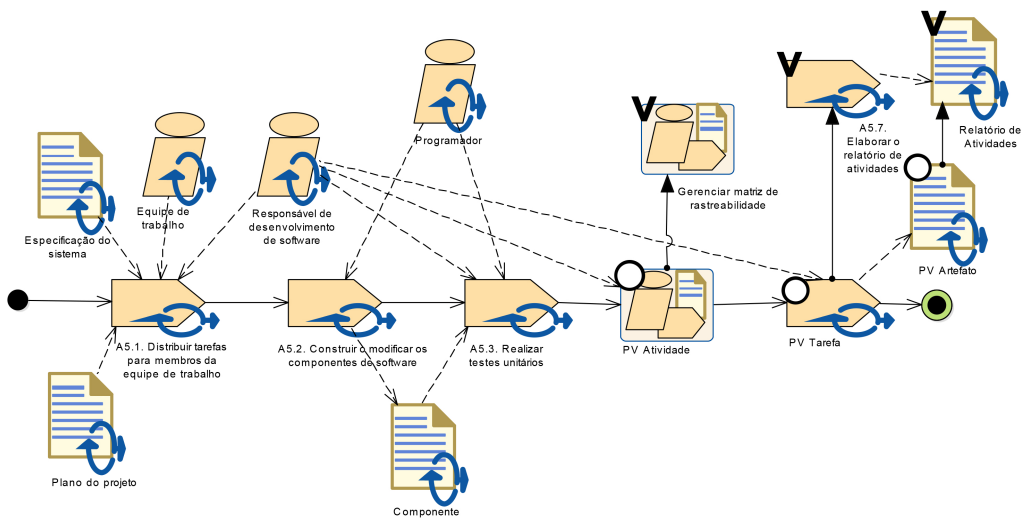 V
V
Programador
V
A5.7.
Elaborar o
relatório de
atividades
Relatório de
Atividades
Especificação do
sistema
Equipe de
trabalho
Responsável de
desenvolvimento
de software
Gerenciar matriz de
rastreabilidade
PV Artefato
A5.1. Distribuir tarefas
para membros da
equipe de trabalho
A5.2. Construir o modificar os
componentes de software
A5.3. Realizar
testes unitários
PV Atividade
PV Tarefa
Plano do projeto
Componente